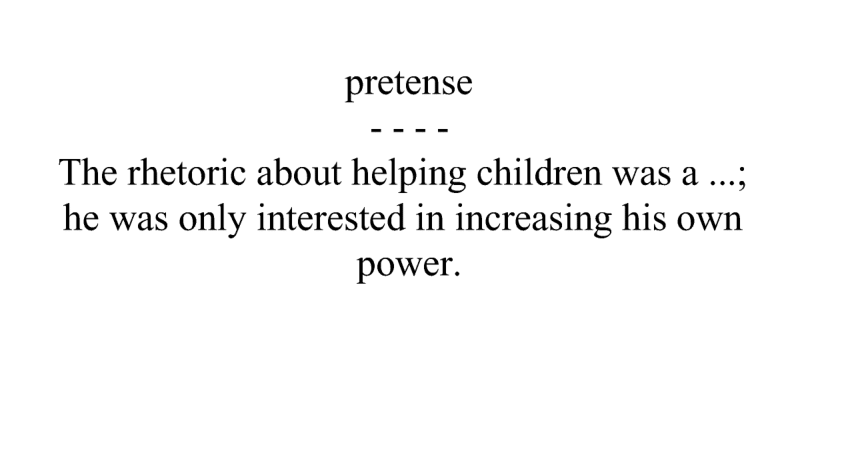 pretense
- - - -
The rhetoric about helping children was a ...;
he was only interested in increasing his own
power.